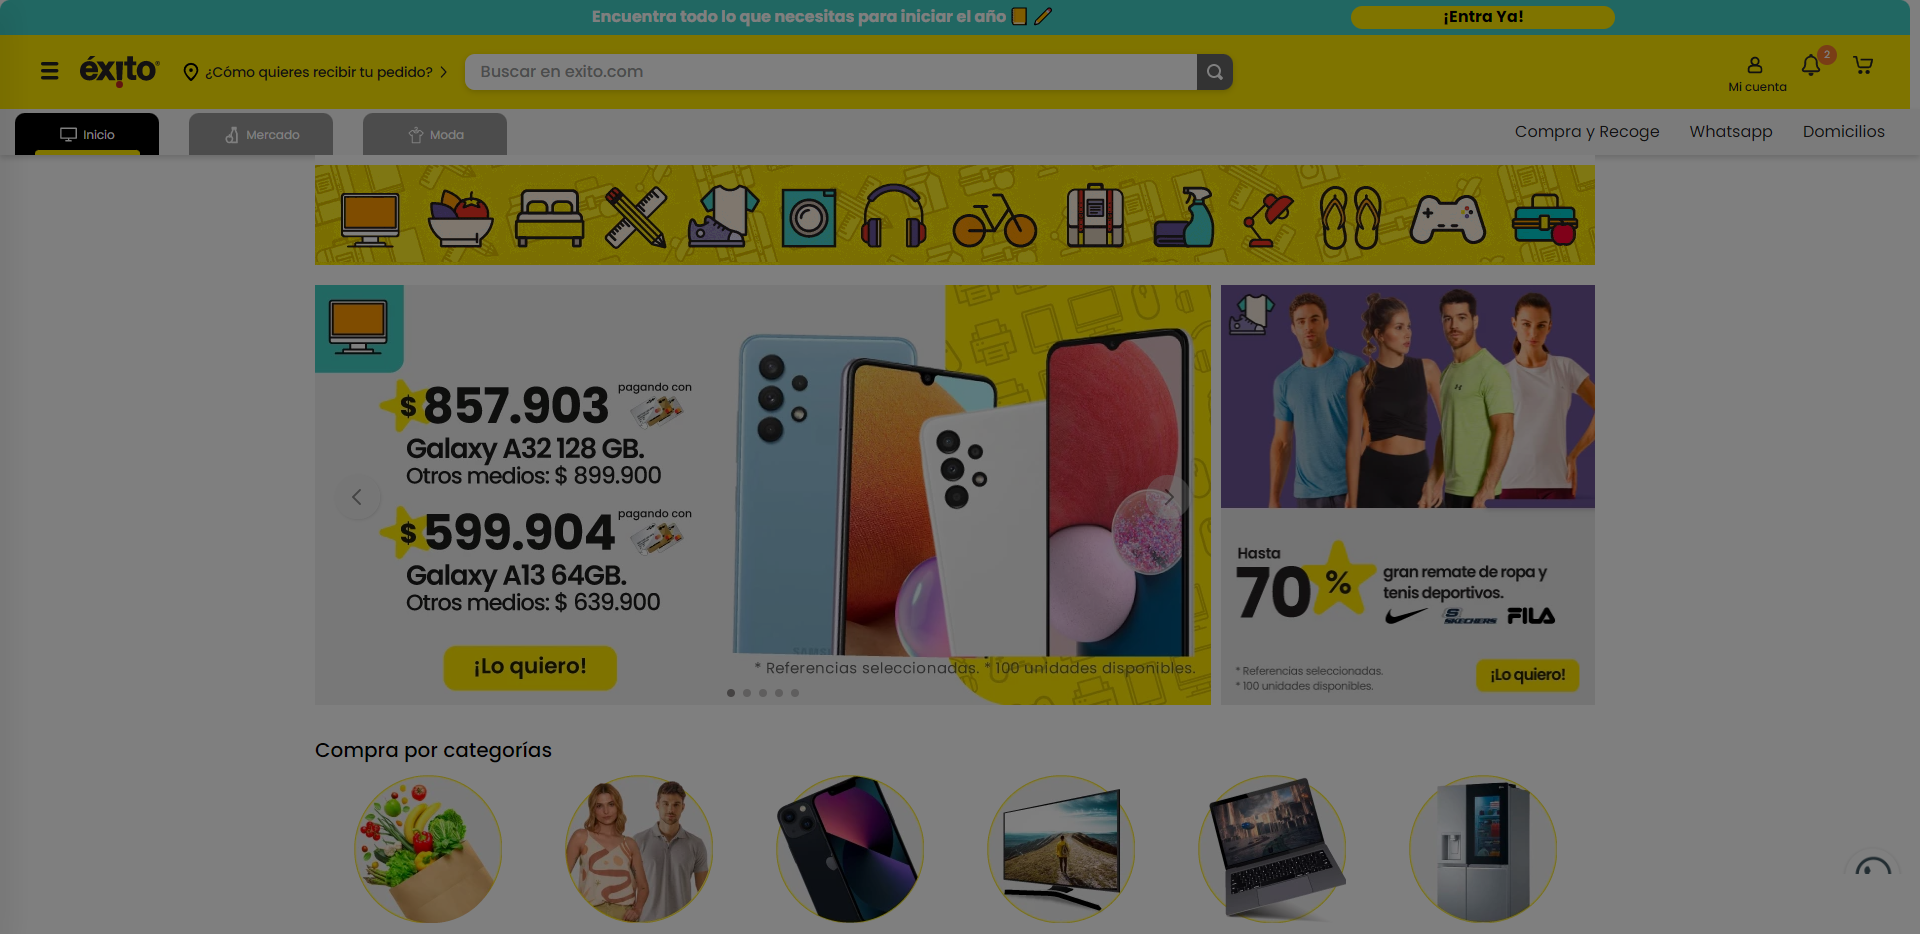 Encuentra todo lo que necesitas para iniciar el año
¡Entra Ya!
éxito
¿Cómo quieres recibir tu pedido?
Buscar en exito.com
Mi cuenta
2
Inicio
Mercado
Moda
Compra y Recoge
Whatsapp
Domicilios
$ 857.903
pagando con
Galaxy A32 128 GB.
Otros medios: $ 899.900
$ 599.904
pagando con
Galaxy A13 64GB.
Otros medios: $ 639.900
¡Lo quiero!
* Referencias seleccionadas. * 100 unidades disponibles.
Hasta
70 %
gran remate de ropa y
tenis deportivos.
SKECHERS FILA
* Referencias seleccionadas.
* 100 unidades disponibles.
¡Lo quiero!
Compra por categorías